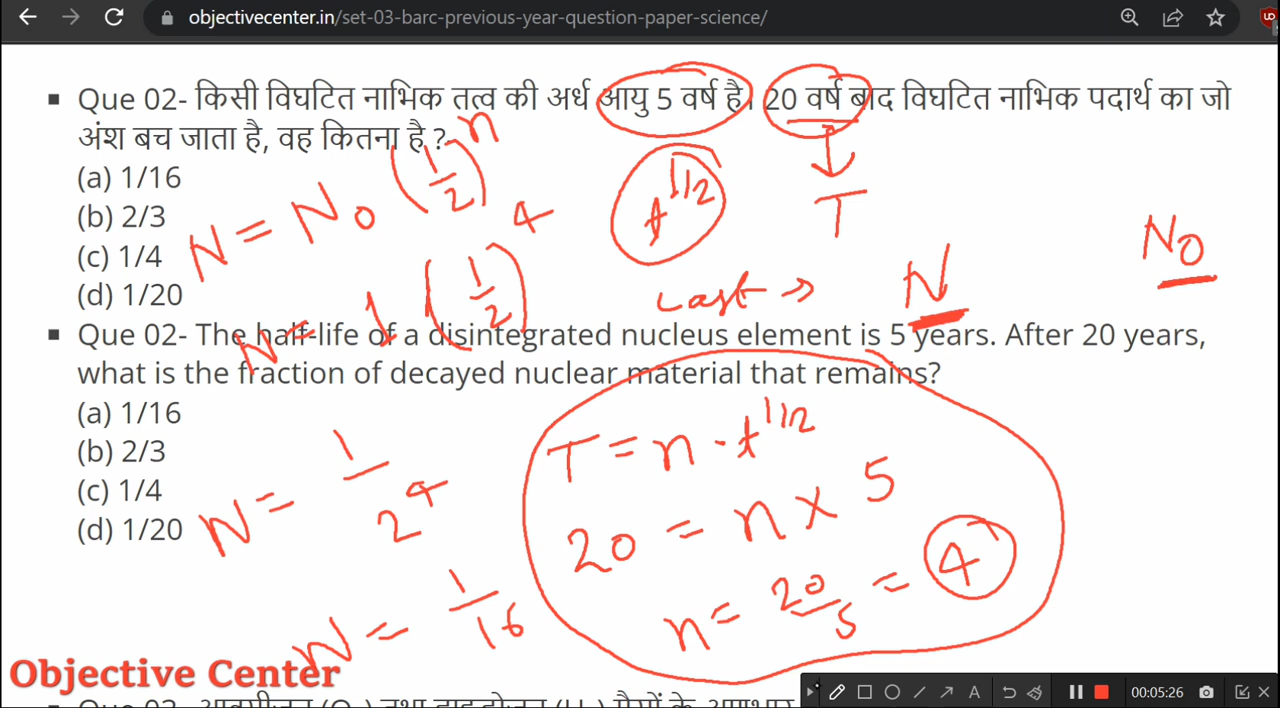 objectivecenter.in/set-03-barc-previous-year-question-paper-science/
Que 02- किसी विघटित नाभिक तत्व की अर्ध आयु 5 वर्ष है। 20 वर्ष बाद विघटित नाभिक पदार्थ का जो
अंश बच जाता है, वह कितना है ?
(a) 1/16
(b) 2/3
(c) 1/4
(d) 1/20
N = N0 (1/2)^n
t^1/2
T
N0
N = 1 (1/2)^4
Last → N
Que 02- The half-life of a disintegrated nucleus element is 5 years. After 20 years,
what is the fraction of decayed nuclear material that remains?
(a) 1/16
(b) 2/3
(c) 1/4
(d) 1/20
N = 1/2^4
N = 1/16
T = n · t^1/2
20 = n × 5
n = 20/5 = 4
Objective Center
00:05:26